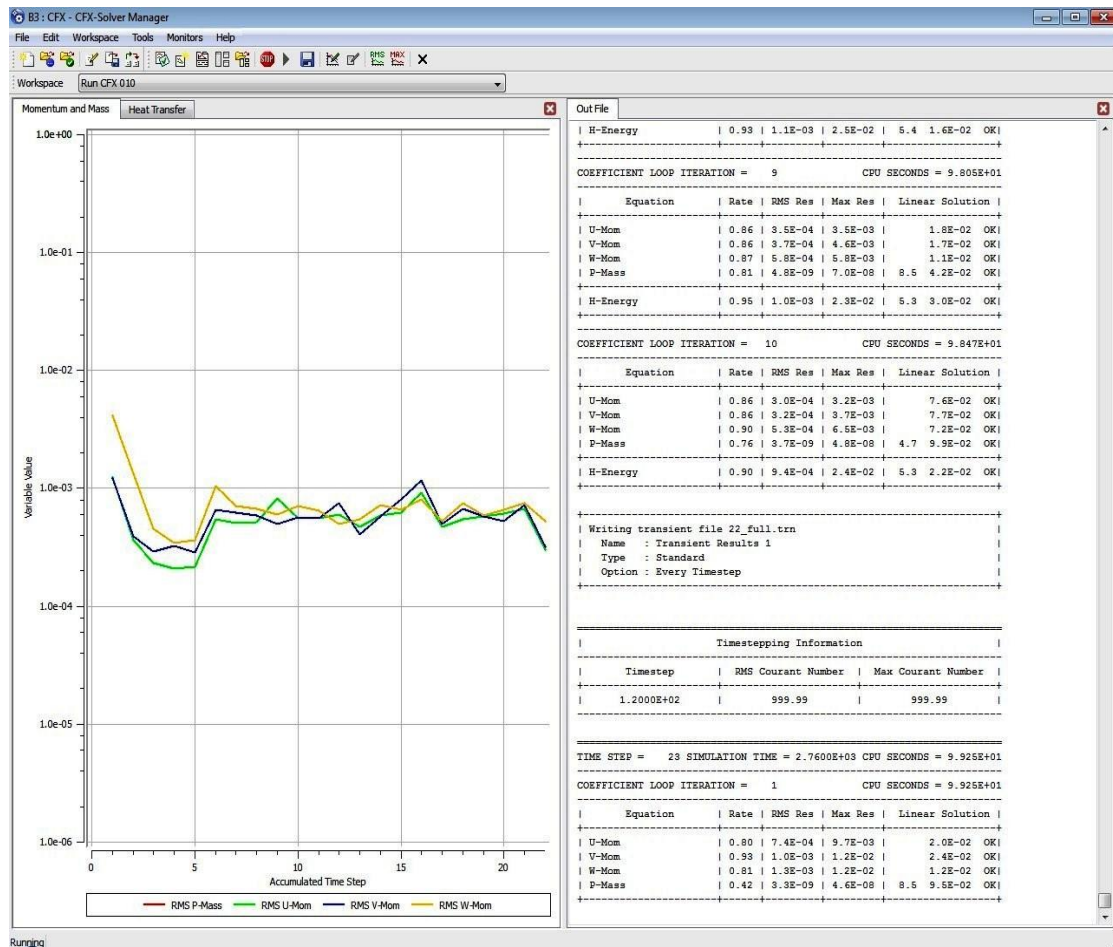 B3 : CFX - CFX-Solver Manager
File Edit Workspace Tools Monitors Help
STOP RMS MAX
Workspace Run CFX 010
Momentum and Mass Heat Transfer
1.0e+00
1.0e-01
1.0e-02
1.0e-03
1.0e-04
1.0e-05
1.0e-06
Variable Value
0 5 10 15 20
Accumulated Time Step
RMS P-Mass RMS U-Mom RMS V-Mom RMS W-Mom
Out File
| H-Energy | 0.93 | 1.1E-03 | 2.5E-02 | 5.4 1.6E-02 OK|
COEFFICIENT LOOP ITERATION = 9 CPU SECONDS = 9.805E+01
| Equation | Rate | RMS Res | Max Res | Linear Solution |
| U-Mom | 0.86 | 3.5E-04 | 3.5E-03 | 1.8E-02 OK|
| V-Mom | 0.86 | 3.7E-04 | 4.6E-03 | 1.7E-02 OK|
| W-Mom | 0.87 | 5.8E-04 | 5.8E-03 | 1.1E-02 OK|
| P-Mass | 0.81 | 4.8E-09 | 7.0E-08 | 8.5 4.2E-02 OK|
| H-Energy | 0.95 | 1.0E-03 | 2.3E-02 | 5.3 3.0E-02 OK|
COEFFICIENT LOOP ITERATION = 10 CPU SECONDS = 9.847E+01
| Equation | Rate | RMS Res | Max Res | Linear Solution |
| U-Mom | 0.86 | 3.0E-04 | 3.2E-03 | 7.6E-02 OK|
| V-Mom | 0.86 | 3.2E-04 | 3.7E-03 | 7.7E-02 OK|
| W-Mom | 0.90 | 5.3E-04 | 6.5E-03 | 7.2E-02 OK|
| P-Mass | 0.76 | 3.7E-09 | 4.8E-08 | 4.7 9.9E-02 OK|
| H-Energy | 0.90 | 9.4E-04 | 2.4E-02 | 5.3 2.2E-02 OK|
| Writing transient file 22_full.trn |
| Name : Transient Results 1 |
| Type : Standard |
| Option : Every Timestep |
| Timestepping Information |
| Timestep | RMS Courant Number | Max Courant Number |
| 1.2000E+02 | 999.99 | 999.99 |
TIME STEP = 23 SIMULATION TIME = 2.7600E+03 CPU SECONDS = 9.925E+01
COEFFICIENT LOOP ITERATION = 1 CPU SECONDS = 9.925E+01
| Equation | Rate | RMS Res | Max Res | Linear Solution |
| U-Mom | 0.80 | 7.4E-04 | 9.7E-03 | 2.0E-02 OK|
| V-Mom | 0.93 | 1.0E-03 | 1.2E-02 | 2.4E-02 OK|
| W-Mom | 0.81 | 1.3E-03 | 1.2E-02 | 1.2E-02 OK|
| P-Mass | 0.42 | 3.3E-09 | 4.6E-08 | 8.5 9.5E-02 OK|
Running